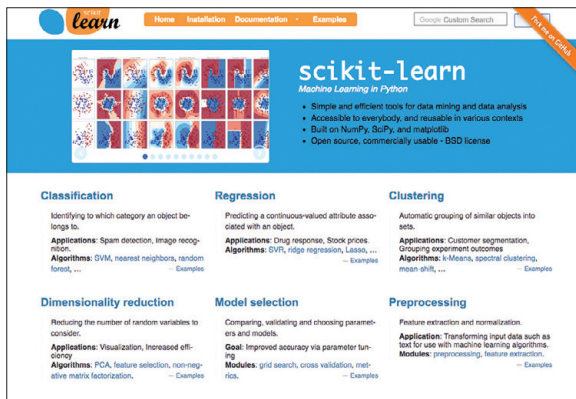 scikit
learn
Home Installation Documentation Examples
Google Custom Search
Fork me on GitHub
scikit-learn
Machine Learning in Python
• Simple and efficient tools for data mining and data analysis
• Accessible to everybody, and reusable in various contexts
• Built on NumPy, SciPy, and matplotlib
• Open source, commercially usable - BSD license
Classification
Identifying to which category an object be-
longs to.
Applications: Spam detection, Image recog-
nition.
Algorithms: SVM, nearest neighbors, random
forest, ...
— Examples
Regression
Predicting a continuous-valued attribute asso-
ciated with an object.
Applications: Drug response, Stock prices.
Algorithms: SVR, ridge regression, Lasso, ...
— Examples
Clustering
Automatic grouping of similar objects into
sets.
Applications: Customer segmentation,
Grouping experiment outcomes
Algorithms: k-Means, spectral clustering,
mean-shift, ...
— Examples
Dimensionality reduction
Reducing the number of random variables to
consider.
Applications: Visualization, Increased effi-
ciency
Algorithms: PCA, feature selection, non-neg-
ative matrix factorization.
— Examples
Model selection
Comparing, validating and choosing paramet-
ers and models.
Goal: Improved accuracy via parameter tun-
ing
Modules: grid search, cross validation, met-
rics.
— Examples
Preprocessing
Feature extraction and normalization.
Application: Transforming input data such as
text for use with machine learning algorithms.
Modules: preprocessing, feature extraction.
— Examples